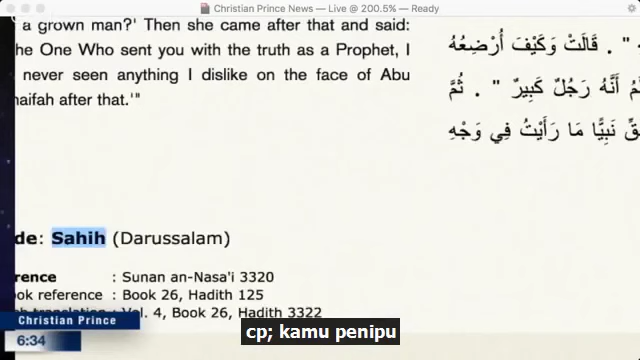 Christian Prince News — Live @ 200.5% — Ready
a grown man?' Then she came after that and said:
he One Who sent you with the truth as a Prophet, I
never seen anything I dislike on the face of Abu
haifah after that.'"
" . قَالَتْ وَكَيْفَ أُرْضِعُهُ
أَنَّهُ رَجُلٌ كَبِيرٌ " . ثُمَّ
نَبِيًّا مَا رَأَيْتُ فِي وَجْهِ
de: Sahih (Darussalam)
rence : Sunan an-Nasa'i 3320
ok reference : Book 26, Hadith 125
translation : Vol. 4, Book 26, Hadith 3322
Christian Prince
6:34
cp; kamu penipu